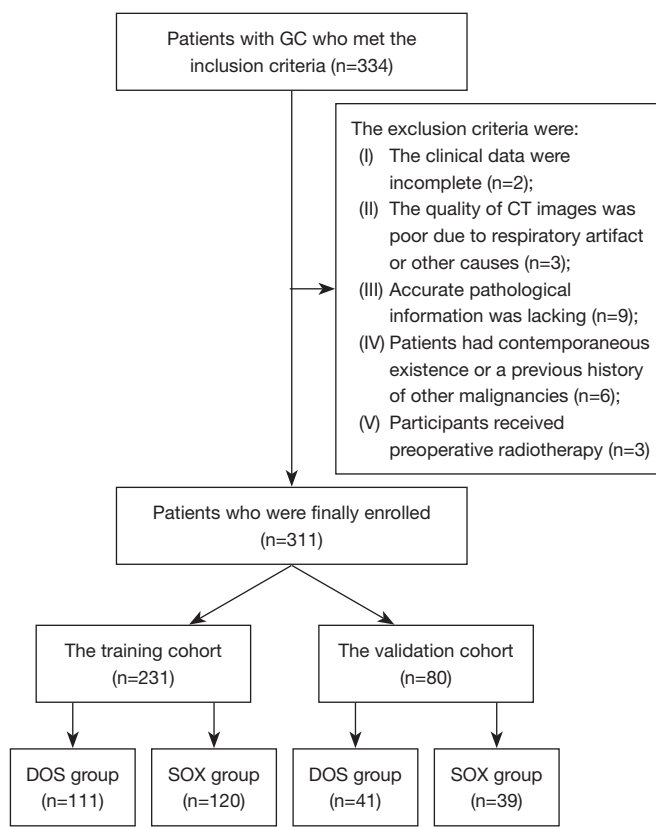 Patients with GC who met the
inclusion criteria (n=334)
The exclusion criteria were:
(I) The clinical data were
incomplete (n=2);
(II) The quality of CT images was
poor due to respiratory artifact
or other causes (n=3);
(III) Accurate pathological
information was lacking (n=9);
(IV) Patients had contemporaneous
existence or a previous history
of other malignancies (n=6);
(V) Participants received
preoperative radiotherapy (n=3)
Patients who were finally enrolled
(n=311)
The training cohort
(n=231)
The validation cohort
(n=80)
DOS group
(n=111)
SOX group
(n=120)
DOS group
(n=41)
SOX group
(n=39)